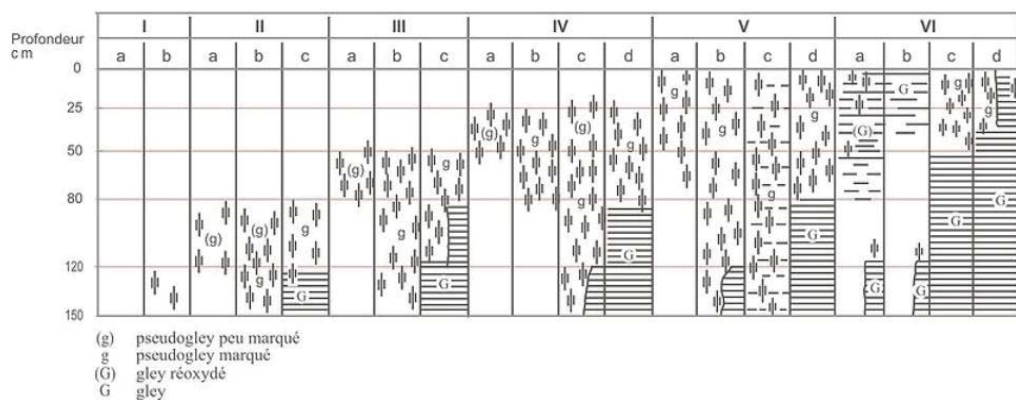 I II III IV V VI
Profondeur
cm a b a b c a b c a b c d a b c d a b c d
0
g g G g g
25
(g) g (g) g g g (G)
50
(g) g g g
80
(g) (g) g g g G G G
g G
120
g G G G G
150
(g) pseudogley peu marqué
g pseudogley marqué
(G) gley réoxydé
G gley